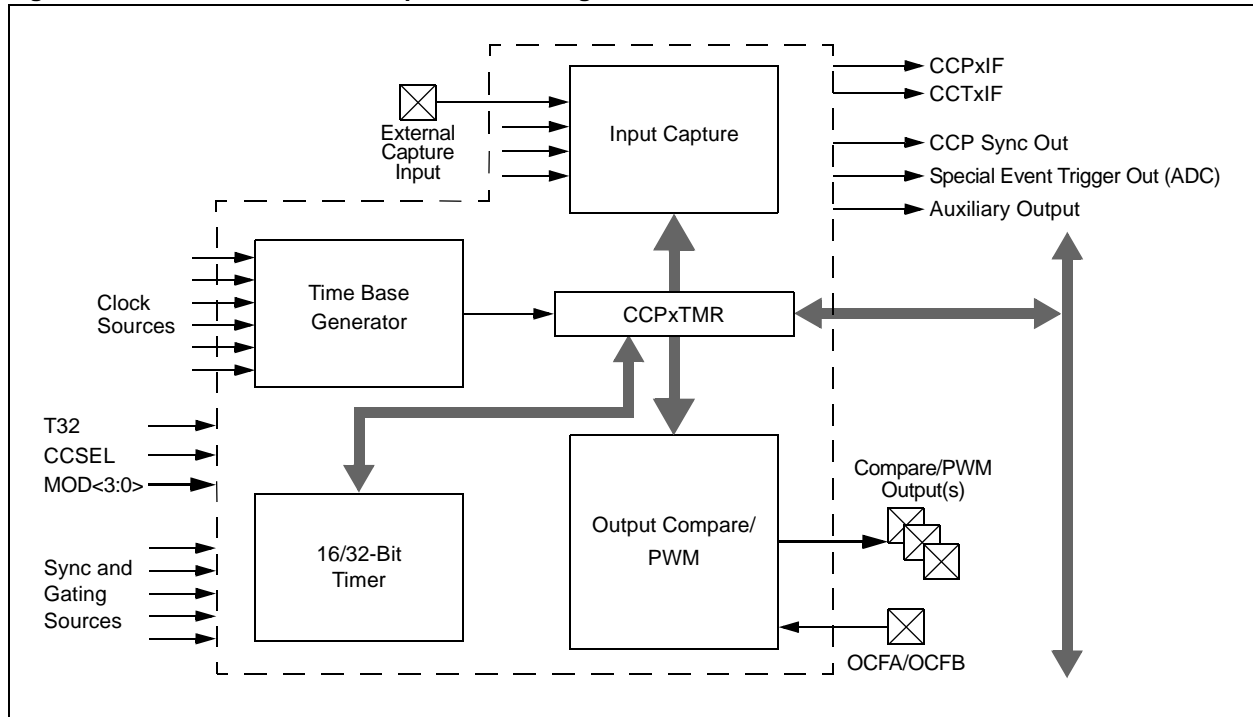 CCPxIF
CCTxIF
External
Capture
Input
Input Capture
CCP Sync Out
Special Event Trigger Out (ADC)
Auxiliary Output
Clock
Sources
Time Base
Generator
CCPxTMR
T32
CCSEL
MOD<3:0>
Sync and
Gating
Sources
16/32-Bit
Timer
Output Compare/
PWM
Compare/PWM
Output(s)
OCFA/OCFB